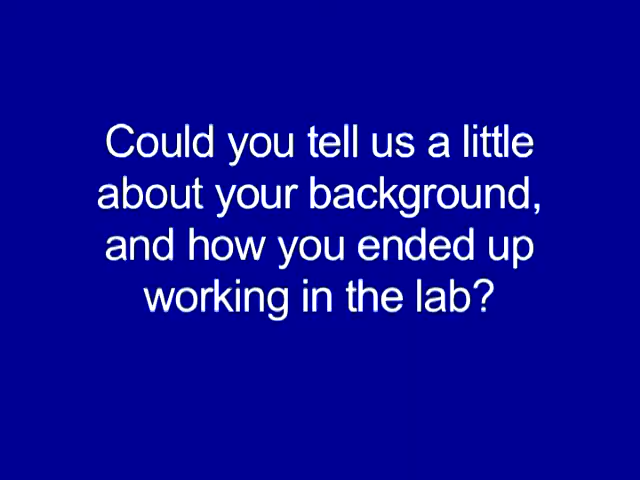 Could you tell us a little
about your background,
and how you ended up
working in the lab?